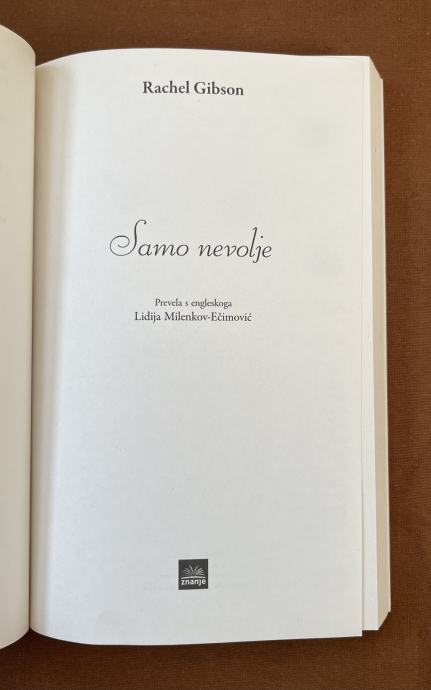 Rachel Gibson
Samo nevolje
Prevela s engleskoga
Lidija Milenkov-Ečimović
znanje